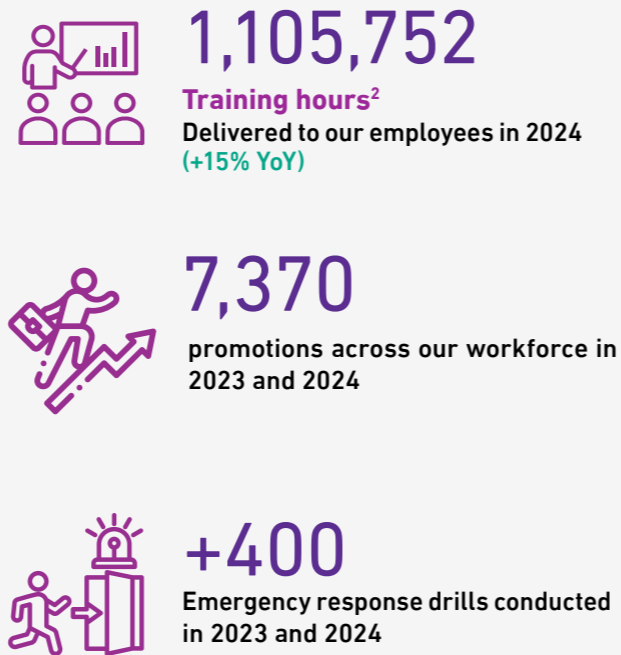 1,105,752
Training hours²
Delivered to our employees in 2024
(+15% YoY)
7,370
promotions across our workforce in
2023 and 2024
+400
Emergency response drills conducted
in 2023 and 2024